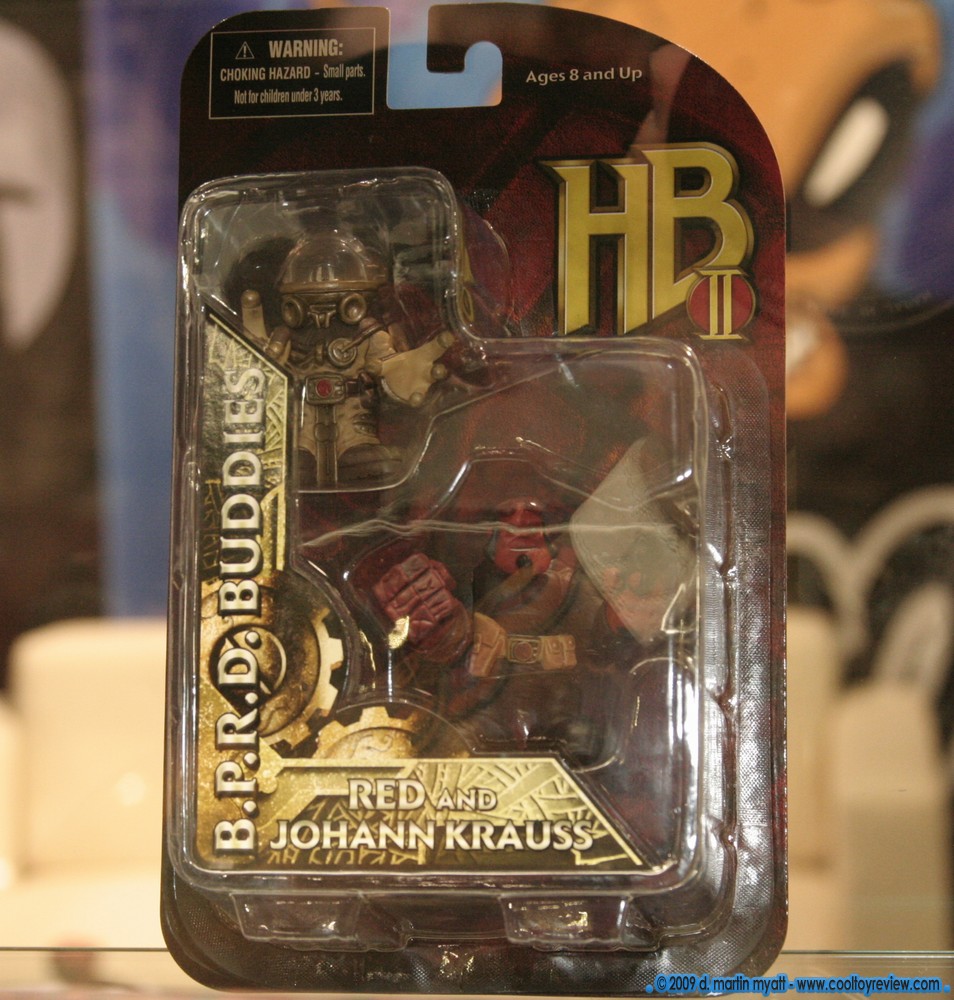 ⚠ WARNING:
CHOKING HAZARD - Small parts.
Not for children under 3 years.
Ages 8 and Up
HB
II
B.P.R.D. BUDDIES
RED AND
JOHANN KRAUSS
© 2009 d. martin myatt - www.cooltoyreview.com